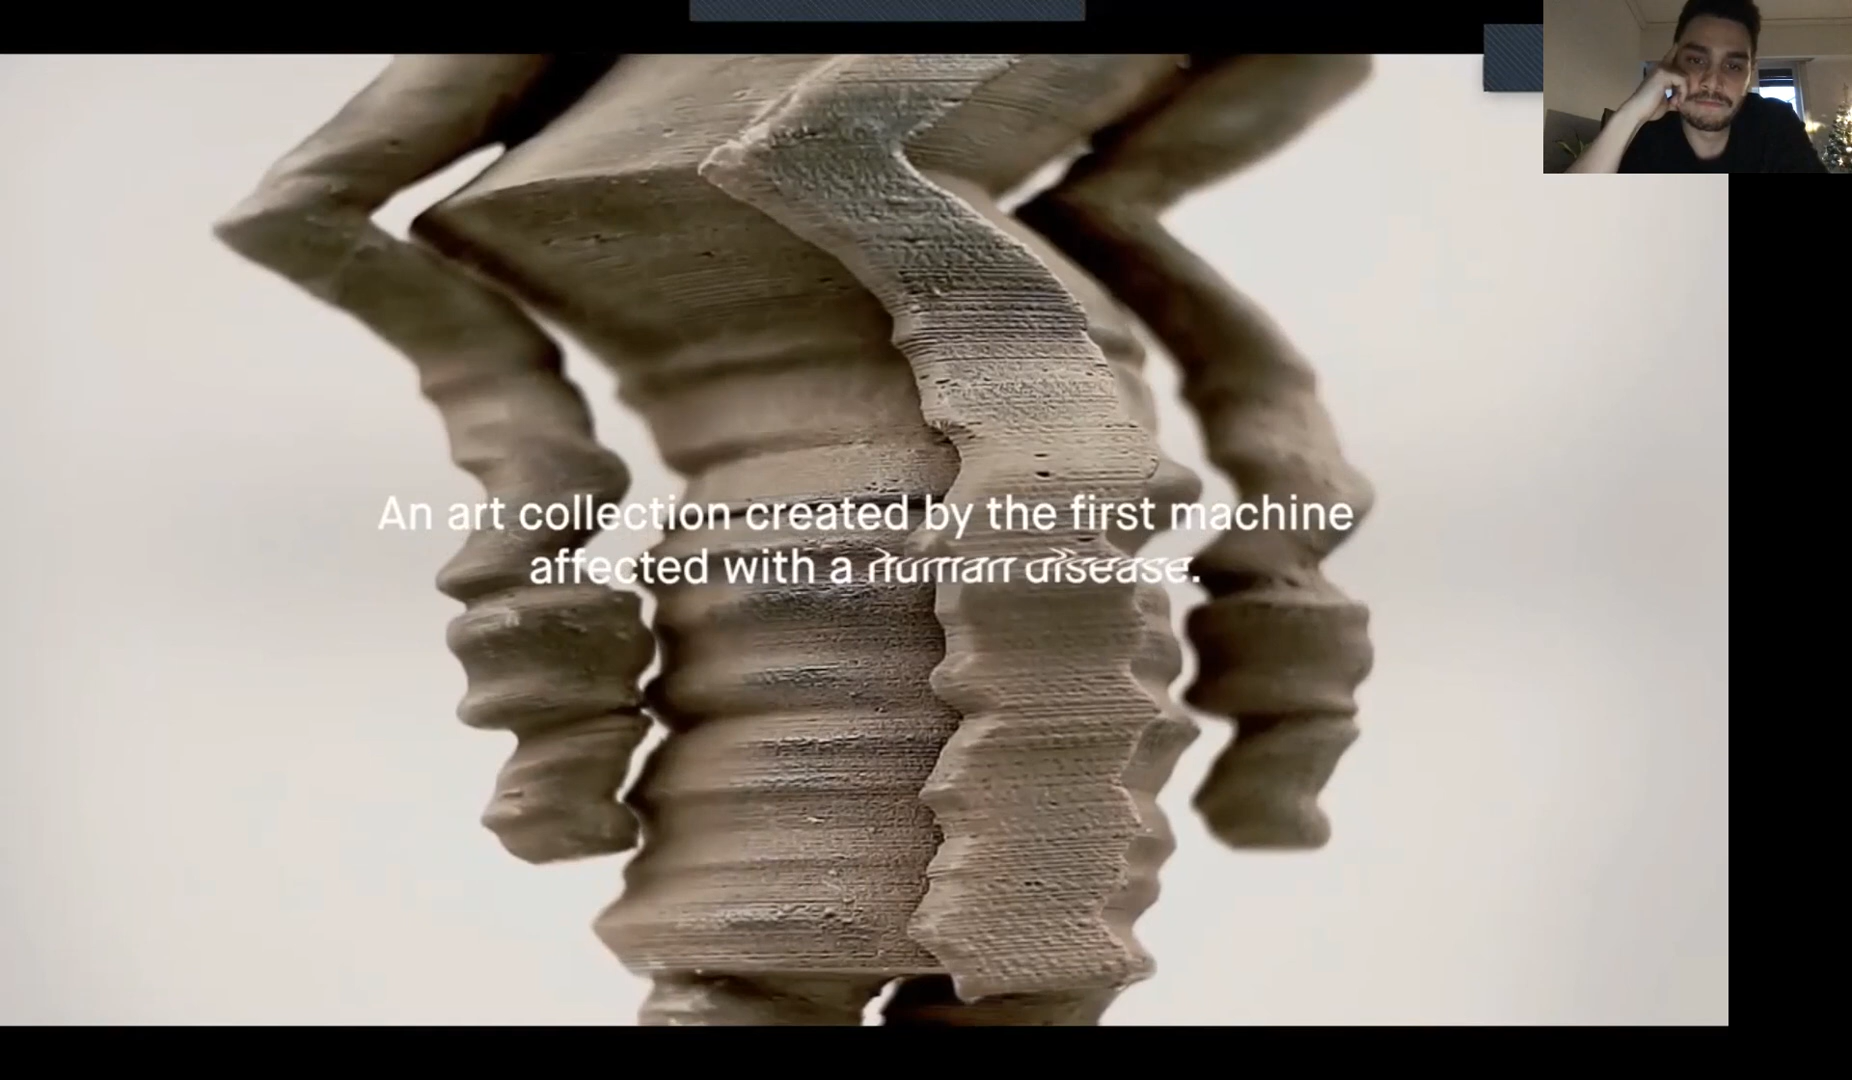 An art collection created by the first machine
affected with a human disease.